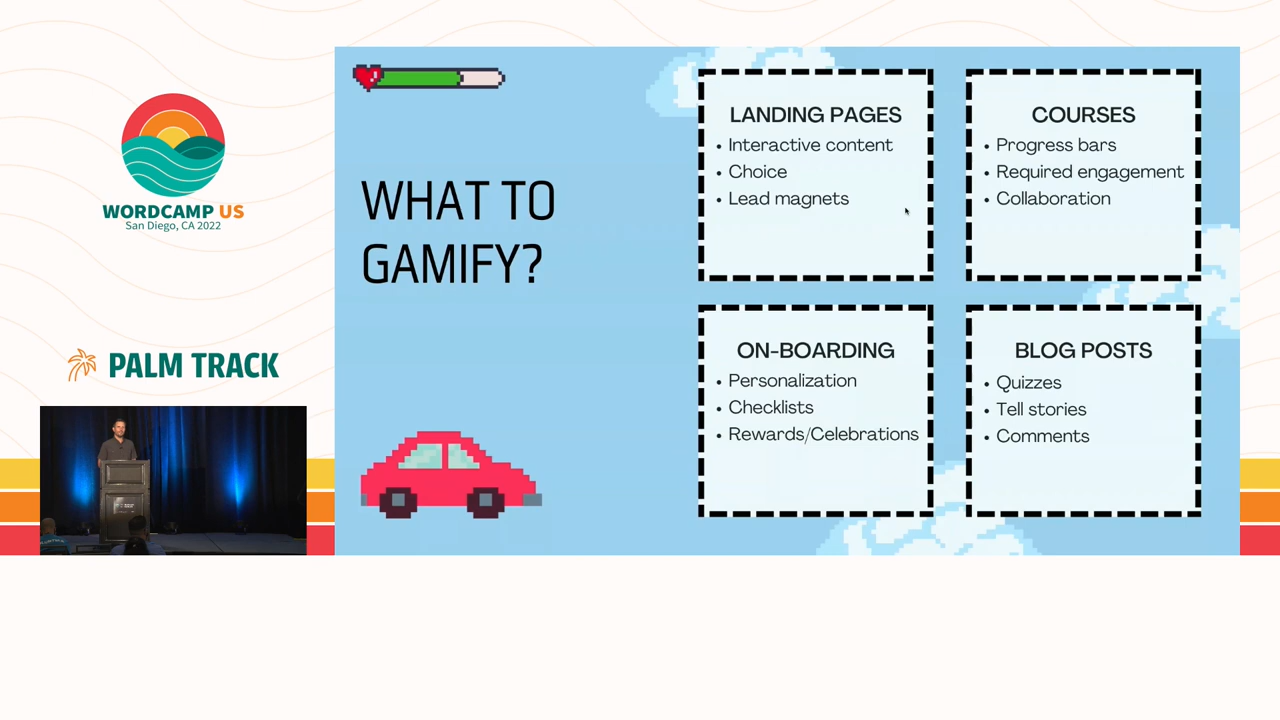 WORDCAMP US
San Diego, CA 2022
PALM TRACK
WHAT TO
GAMIFY?
LANDING PAGES
• Interactive content
• Choice
• Lead magnets
COURSES
• Progress bars
• Required engagement
• Collaboration
ON-BOARDING
• Personalization
• Checklists
• Rewards/Celebrations
BLOG POSTS
• Quizzes
• Tell stories
• Comments